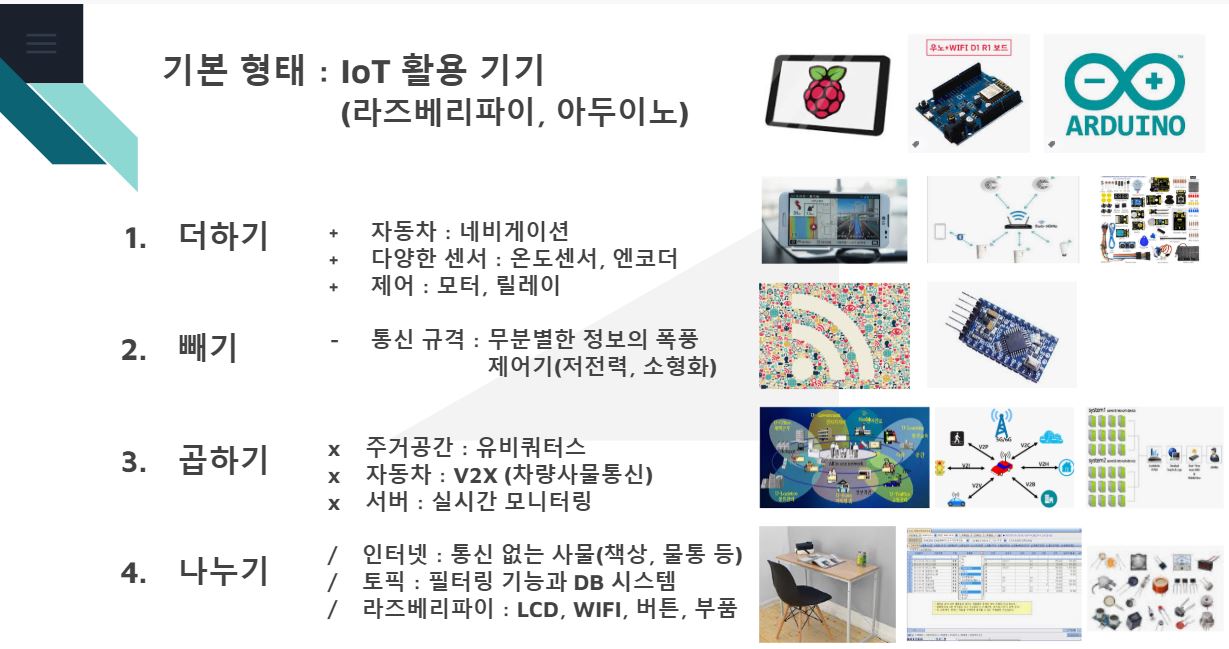 기본 형태 : IoT 활용 기기
(라즈베리파이, 아두이노)
우노+WIFI D1 R1 보드
ARDUINO
1. 더하기
+ 자동차 : 네비게이션
+ 다양한 센서 : 온도센서, 엔코더
+ 제어 : 모터, 릴레이
2. 빼기
- 통신 규격 : 무분별한 정보의 폭풍
제어기(저전력, 소형화)
3. 곱하기
x 주거공간 : 유비쿼터스
x 자동차 : V2X (차량사물통신)
x 서버 : 실시간 모니터링
5G/6G
V2P
V2C
V2I
V2H
V2V
V2B
system1
system2
4. 나누기
/ 인터넷 : 통신 없는 사물(책상, 물통 등)
/ 토픽 : 필터링 기능과 DB 시스템
/ 라즈베리파이 : LCD, WIFI, 버튼, 부품